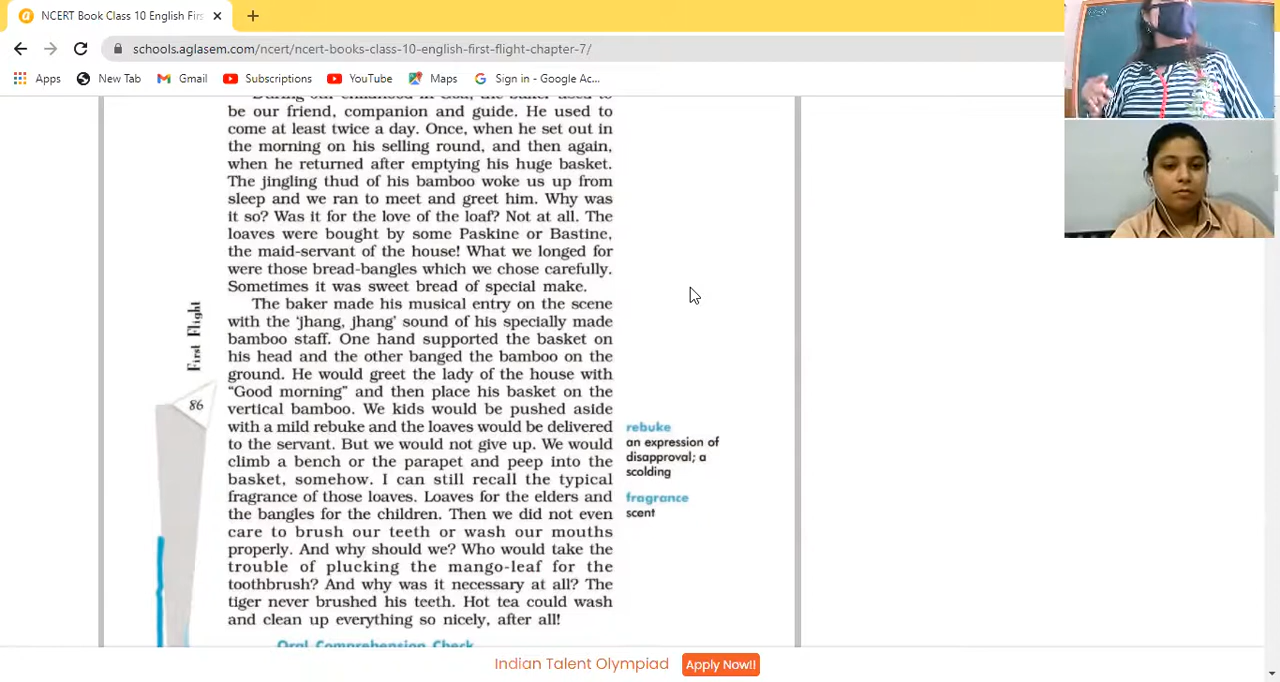 NCERT Book Class 10 English Firs
schools.aglasem.com/ncert/ncert-books-class-10-english-first-flight-chapter-7/
Apps New Tab Gmail Subscriptions YouTube Maps Sign in - Google Ac...
During our childhood in Goa, the baker used to
be our friend, companion and guide. He used to
come at least twice a day. Once, when he set out in
the morning on his selling round, and then again,
when he returned after emptying his huge basket.
The jingling thud of his bamboo woke us up from
sleep and we ran to meet and greet him. Why was
it so? Was it for the love of the loaf? Not at all. The
loaves were bought by some Paskine or Bastine,
the maid-servant of the house! What we longed for
were those bread-bangles which we chose carefully.
Sometimes it was sweet bread of special make.
The baker made his musical entry on the scene
with the ‘jhang, jhang’ sound of his specially made
bamboo staff. One hand supported the basket on
his head and the other banged the bamboo on the
ground. He would greet the lady of the house with
“Good morning” and then place his basket on the
vertical bamboo. We kids would be pushed aside
with a mild rebuke and the loaves would be delivered
to the servant. But we would not give up. We would
climb a bench or the parapet and peep into the
basket, somehow. I can still recall the typical
fragrance of those loaves. Loaves for the elders and
the bangles for the children. Then we did not even
care to brush our teeth or wash our mouths
properly. And why should we? Who would take the
trouble of plucking the mango-leaf for the
toothbrush? And why was it necessary at all? The
tiger never brushed his teeth. Hot tea could wash
and clean up everything so nicely, after all!
Oral Comprehension Check
First Flight
86
rebuke
an expression of
disapproval; a
scolding
fragrance
scent
Indian Talent Olympiad Apply Now!!